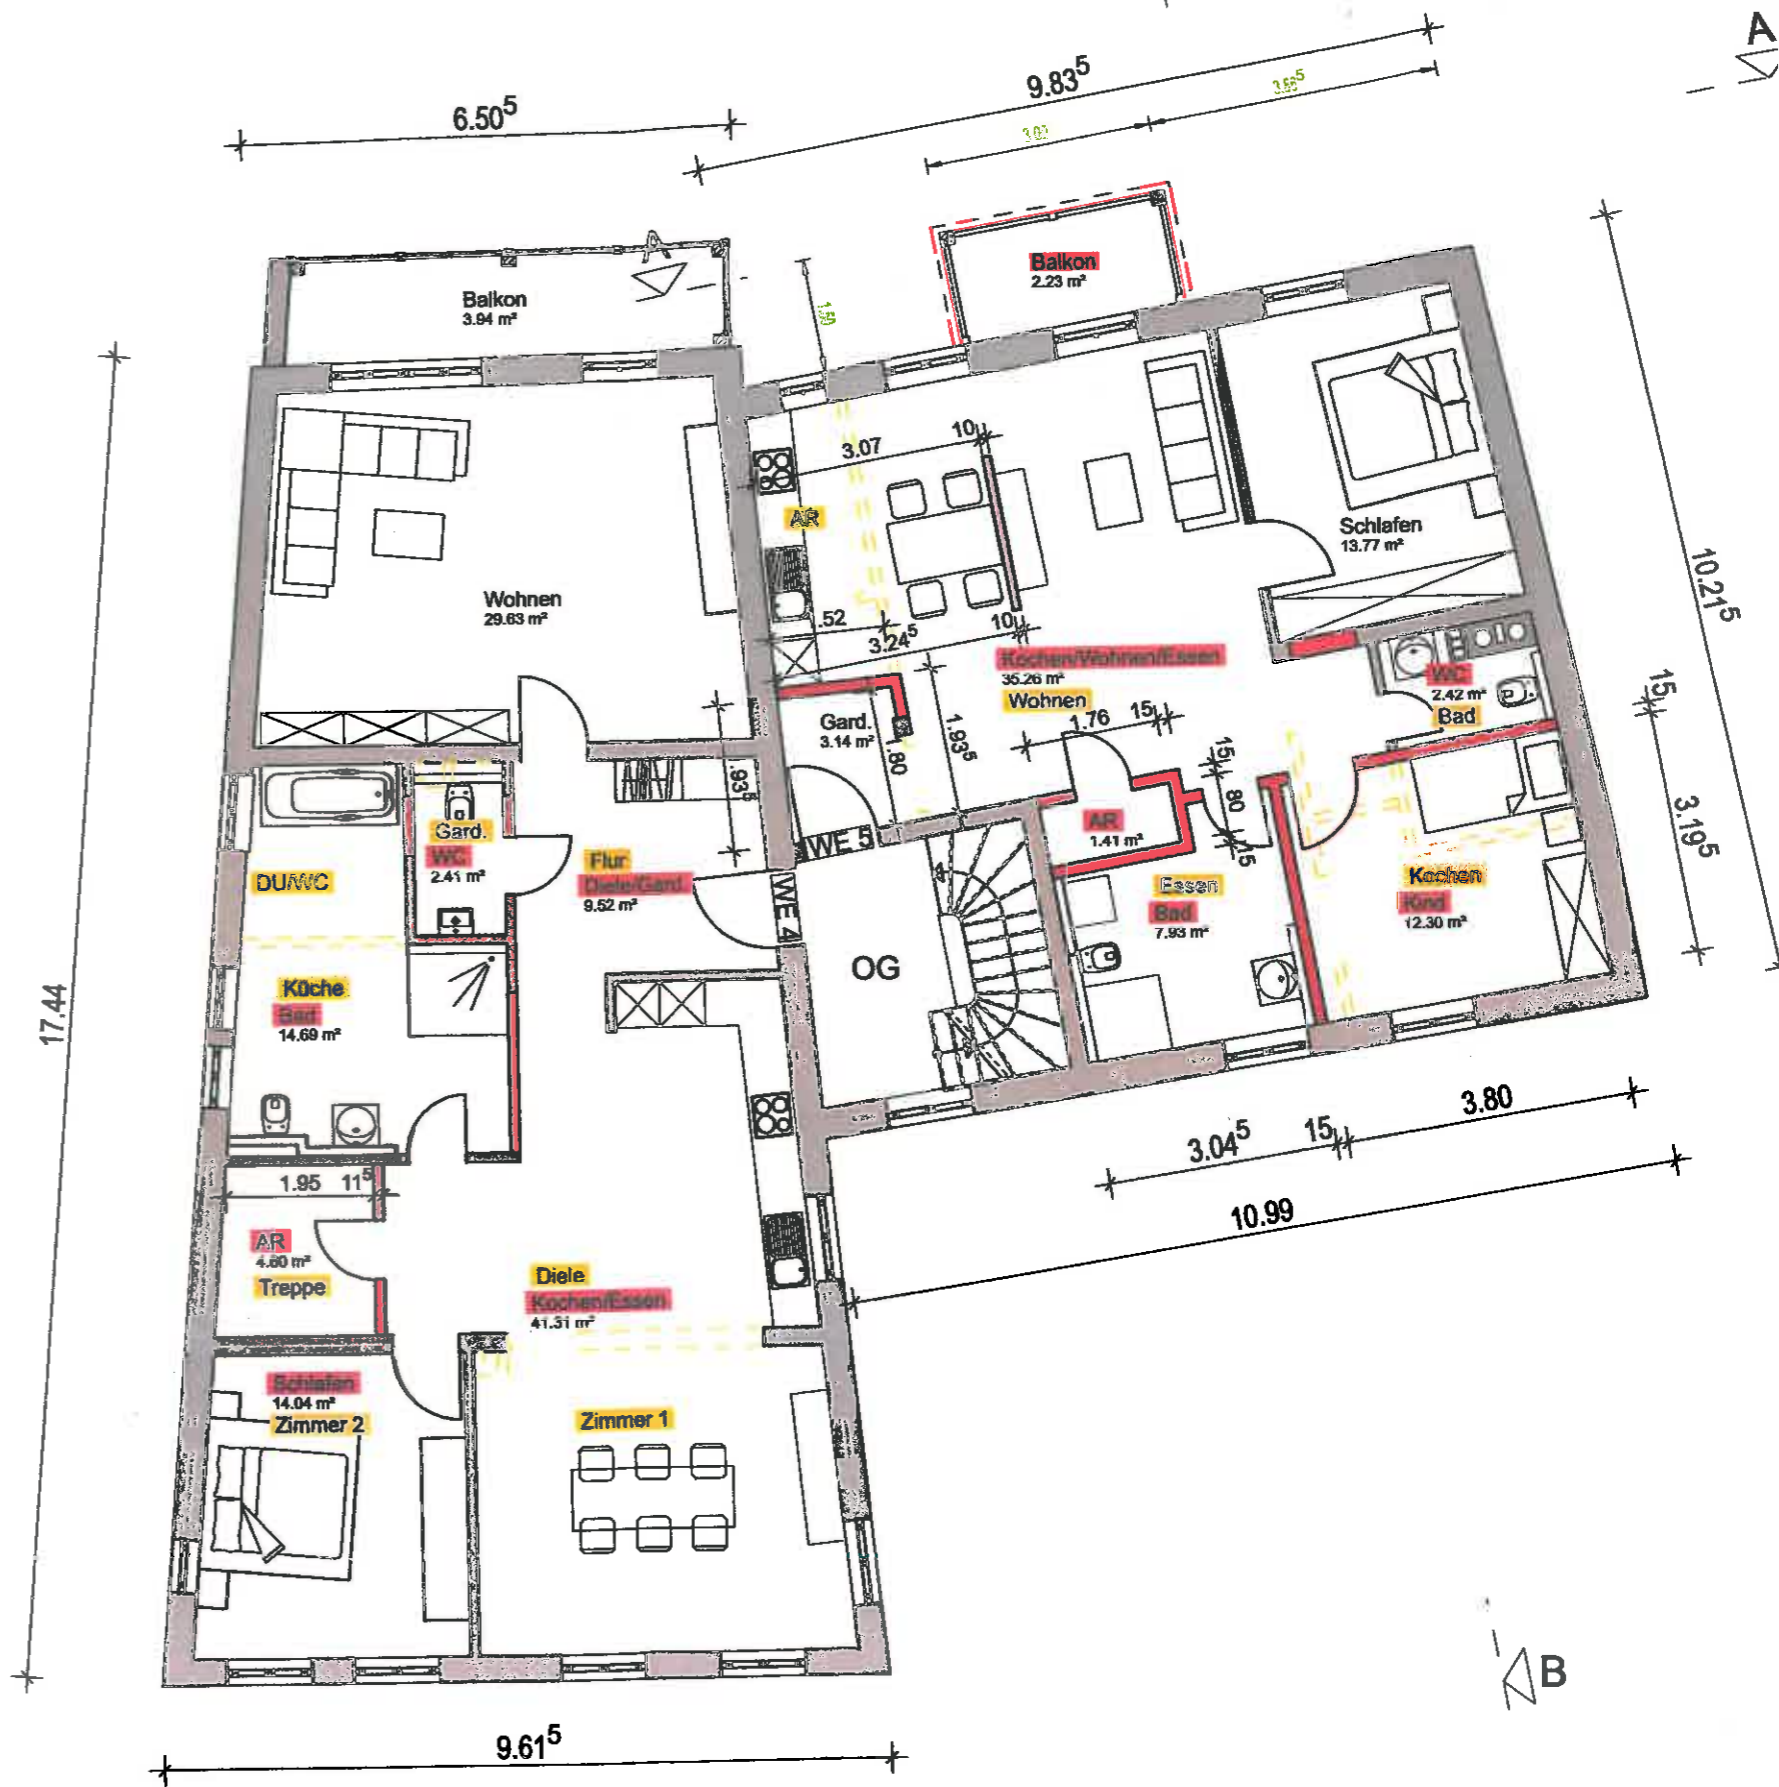 A
9.83⁵
3.02
6.50⁵
A
Balkon
2.23 m²
Balkon
3.94 m²
1.50
10
3.07
AR
Schlafen
13.77 m²
10.21⁵
Wohnen
29.63 m²
.52
10
3.24⁵
Kochen/Wohnen/Essen
35.26 m²
Wohnen
WC
2.42 m²
Bad
15
Gard.
3.14 m²
.80
1.93⁵
1.76
15
15
80
15
.93⁵
3.19⁵
Gard.
WC
2.41 m²
Flur
Diele/Gard.
9.52 m²
WE 5
WE 4
AR
1.41 m²
DU/WC
Essen
Bad
7.93 m²
Kochen
Kind
12.30 m²
OG
Küche
Bad
14.69 m²
17.44
3.80
3.04⁵
15
1.95
11⁵
10.99
AR
4.60 m²
Treppe
Diele
Kochen/Essen
41.31 m²
Schlafen
14.04 m²
Zimmer 2
Zimmer 1
B
9.61⁵